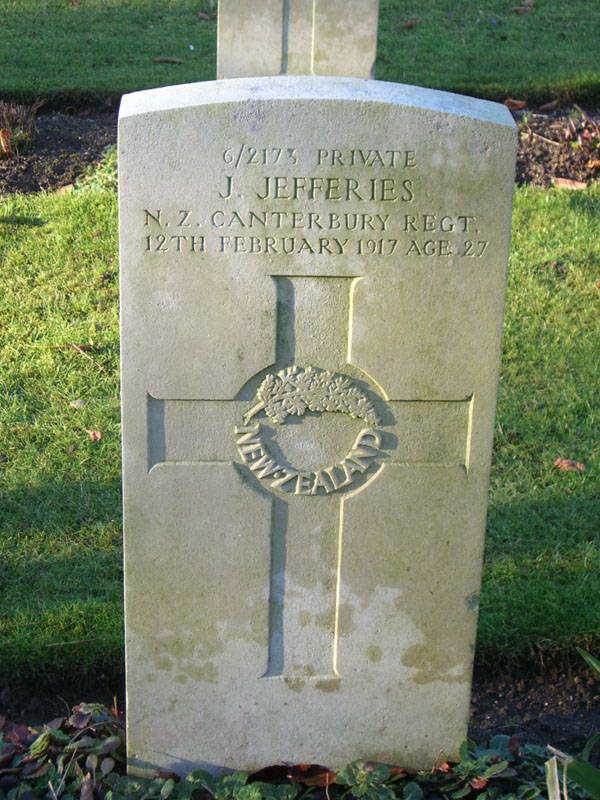 6/2173 PRIVATE
J. JEFFERIES
N. Z. CANTERBURY REGT.
12TH FEBRUARY 1917 AGE 27
NEW·ZEALAND